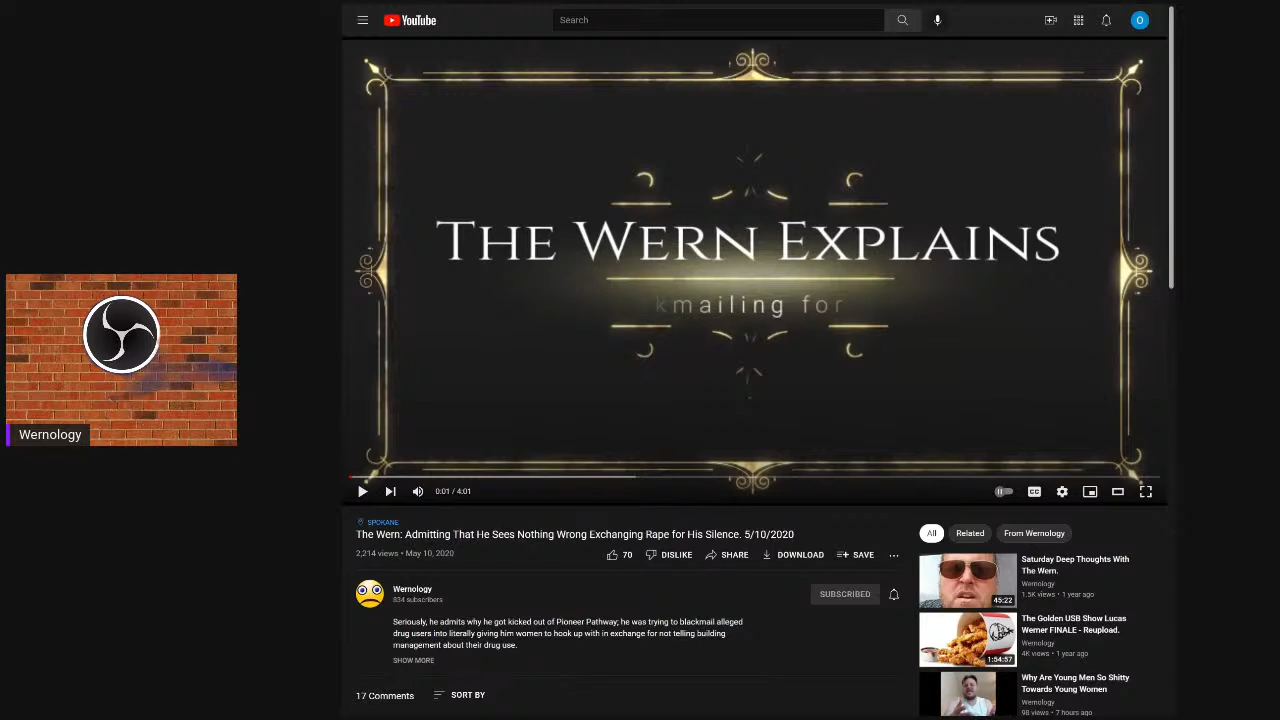 YouTube
Search
O
THE WERN EXPLAINS
kmailing for
Wernology
0:01 / 4:01
CC
SPOKANE
The Wern: Admitting That He Sees Nothing Wrong Exchanging Rape for His Silence. 5/10/2020
2,214 views • May 10, 2020
70
DISLIKE
SHARE
DOWNLOAD
SAVE
Wernology
834 subscribers
SUBSCRIBED
Seriously, he admits why he got kicked out of Pioneer Pathway; he was trying to blackmail alleged
drug users into literally giving him women to hook up with in exchange for not telling building
management about their drug use.
SHOW MORE
17 Comments
SORT BY
All
Related
From Wernology
Saturday Deep Thoughts With
The Wern.
Wernology
1.5K views • 1 year ago
45:22
The Golden USB Show Lucas
Werner FINALE - Reupload.
Wernology
4K views • 1 year ago
1:54:57
Why Are Young Men So Shitty
Towards Young Women
Wernology
98 views • 7 hours ago